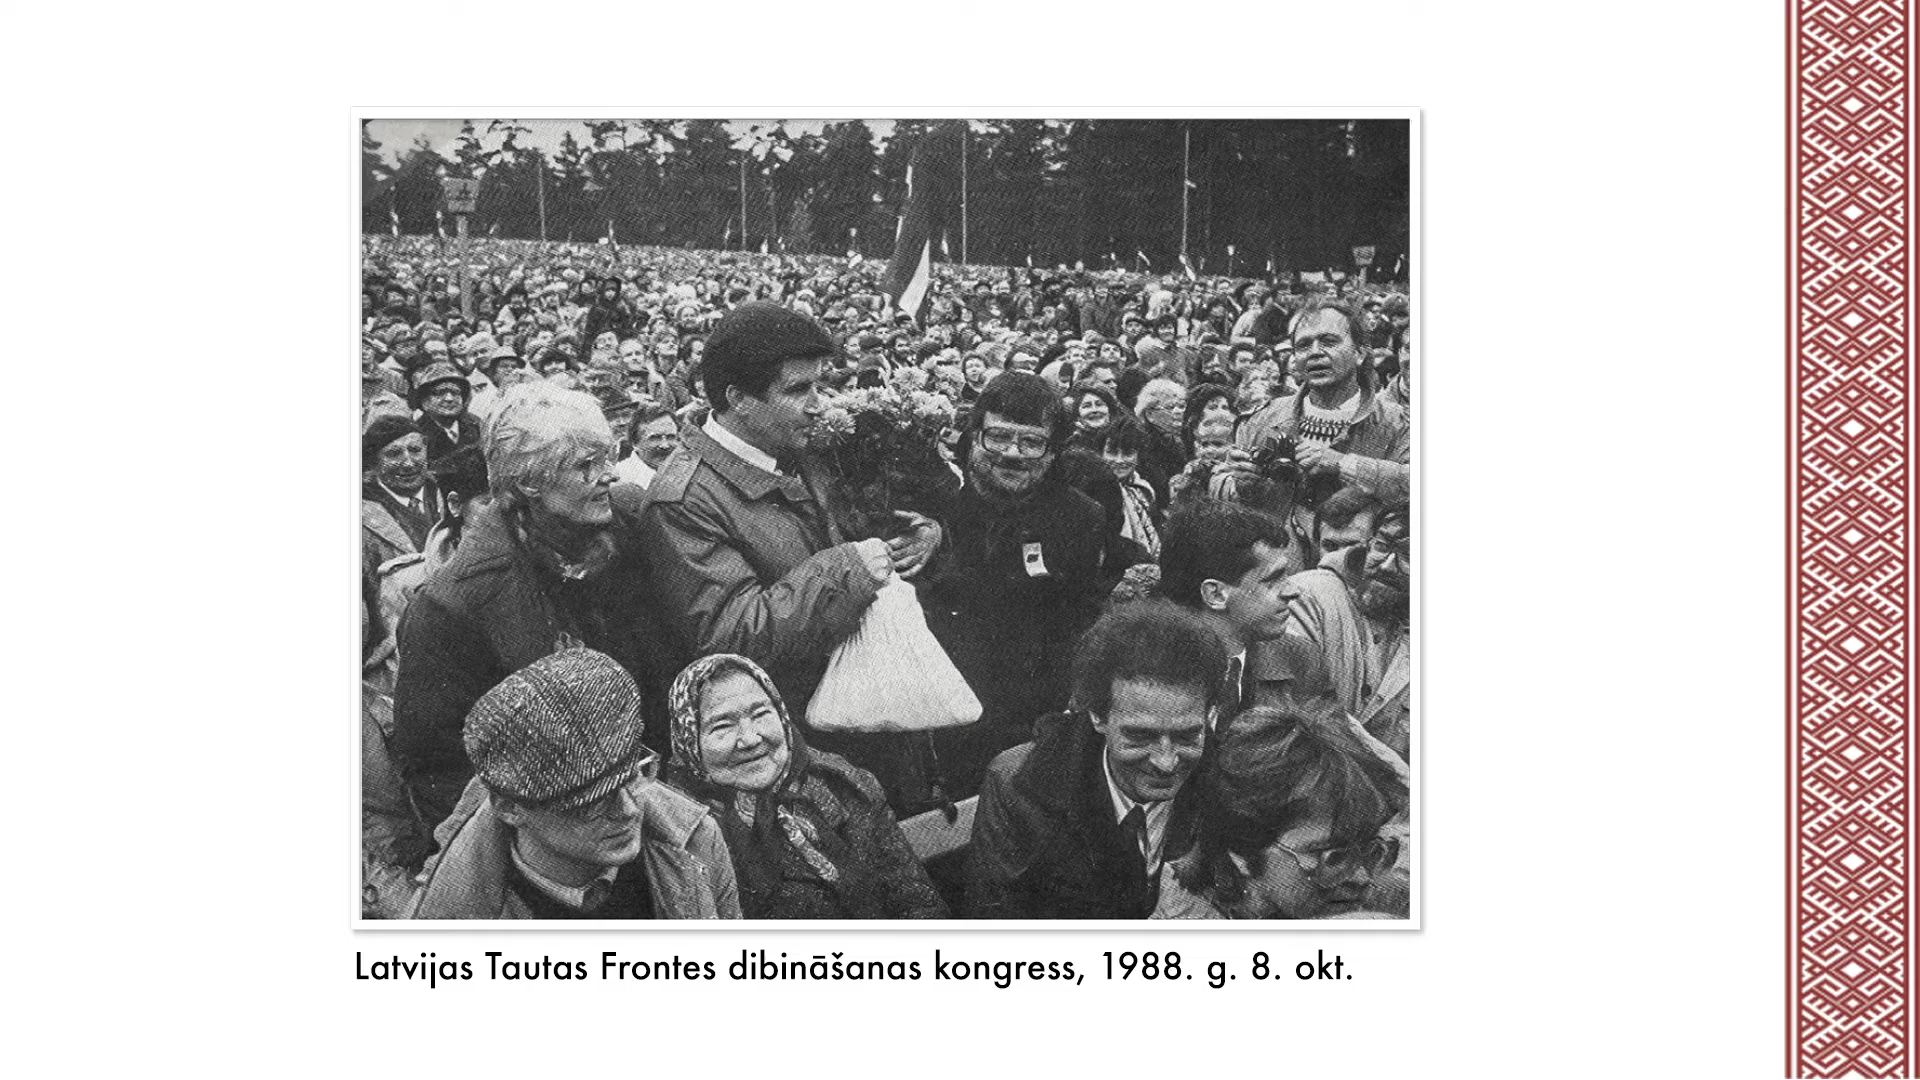 Latvijas Tautas Frontes dibināšanas kongress, 1988. g. 8. okt.